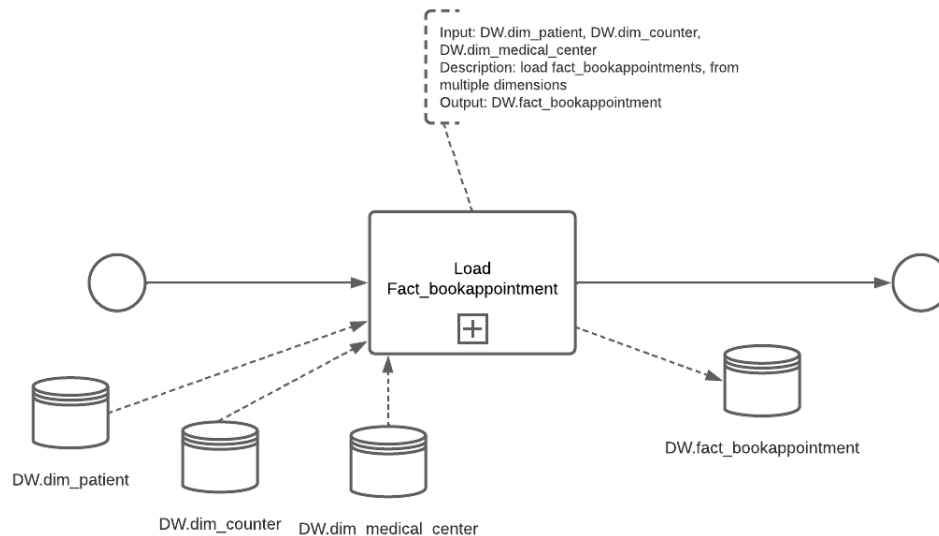 Input: DW.dim_patient, DW.dim_counter,
DW.dim_medical_center
Description: load fact_bookappointments, from
multiple dimensions
Output: DW.fact_bookappointment
Load
Fact_bookappointment
DW.fact_bookappointment
DW.dim_patient
DW.dim_counter
DW.dim_medical_center